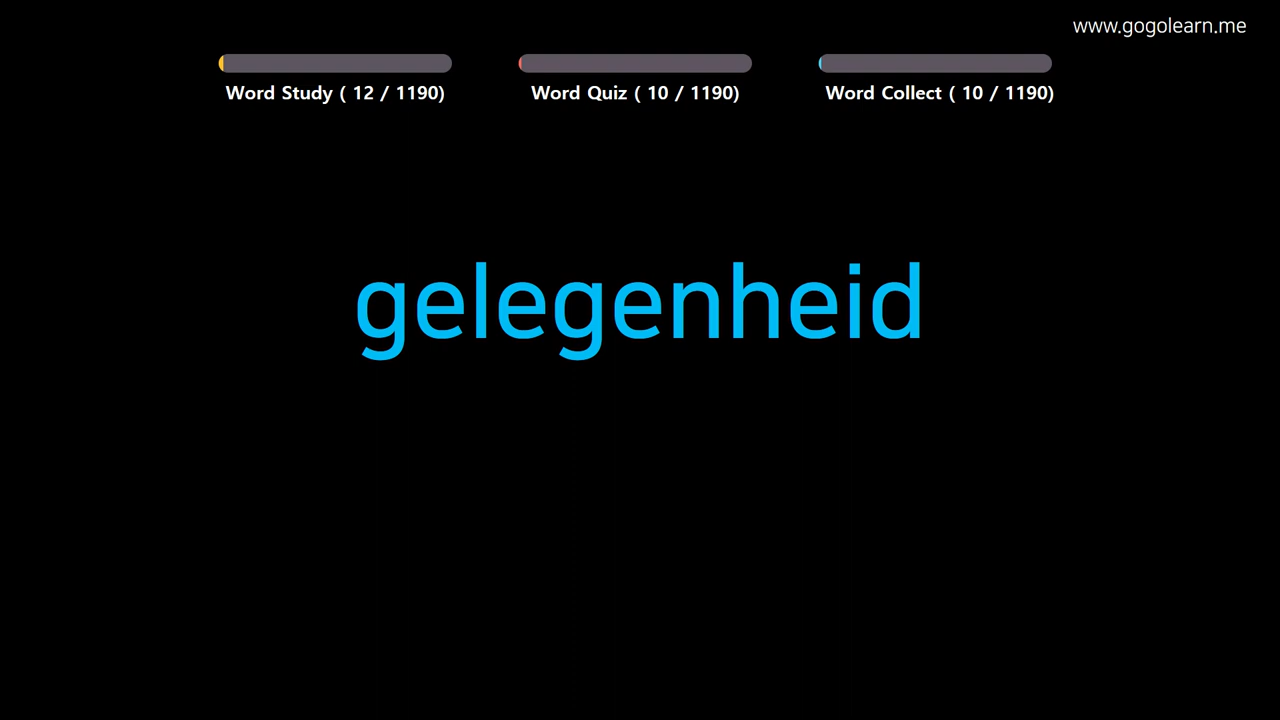 www.gogolearn.me
Word Study ( 12 / 1190)
Word Quiz ( 10 / 1190)
Word Collect ( 10 / 1190)
gelegenheid